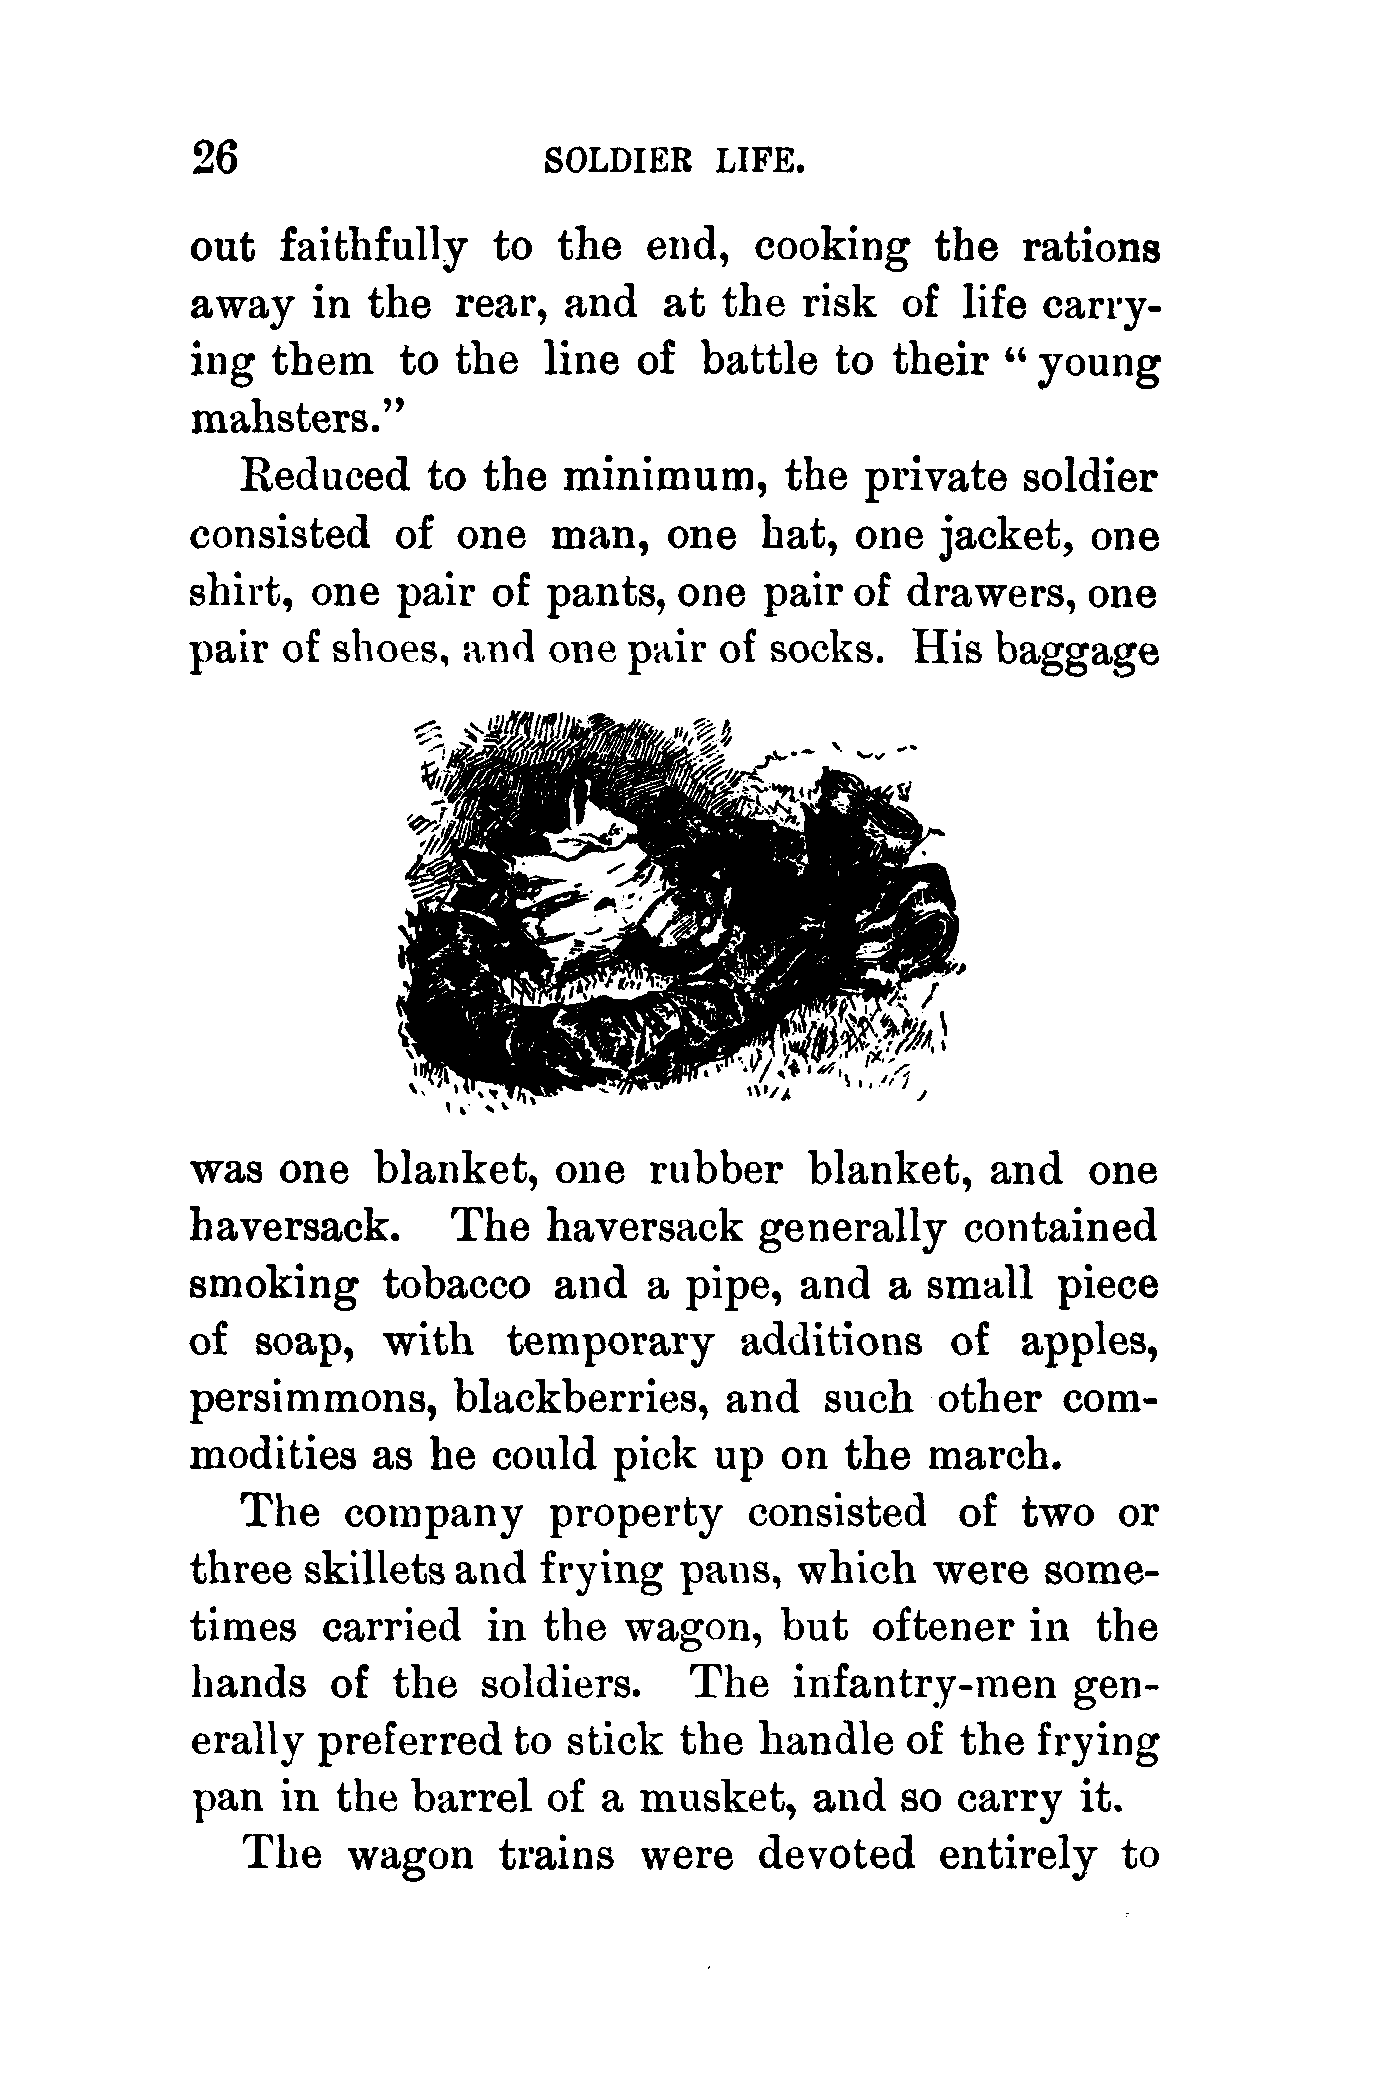 26 SOLDIER LIFE.
out faithfully to the end, cooking the rations
away in the rear, and at the risk of life carry-
ing them to the line of battle to their “ young
mahsters.”
Reduced to the minimum, the private soldier
consisted of one man, one hat, one jacket, one
shirt, one pair of pants, one pair of drawers, one
pair of shoes, and one pair of socks. His baggage
was one blanket, one rubber blanket, and one
haversack. The haversack generally contained
smoking tobacco and a pipe, and a small piece
of soap, with temporary additions of apples,
persimmons, blackberries, and such other com-
modities as he could pick up on the march.
The company property consisted of two or
three skillets and frying pans, which were some-
times carried in the wagon, but oftener in the
hands of the soldiers. The infantry-men gen-
erally preferred to stick the handle of the frying
pan in the barrel of a musket, and so carry it.
The wagon trains were devoted entirely to